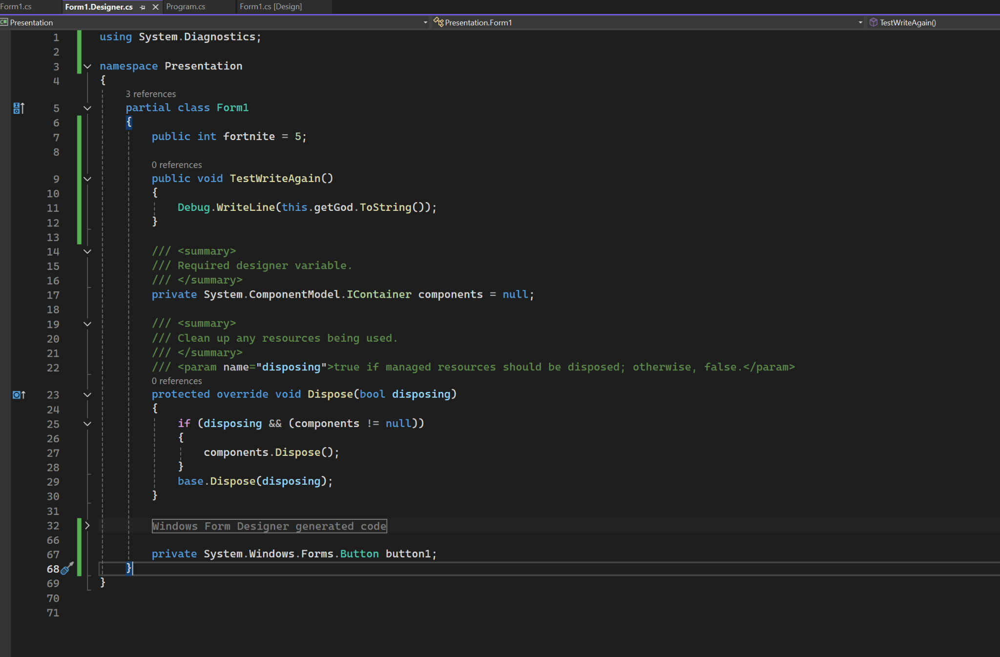 Form1.cs Form1.Designer.cs Program.cs Form1.cs [Design]
C# Presentation Presentation.Form1 TestWriteAgain()
1 using System.Diagnostics;
2
3 namespace Presentation
4 {
3 references
5 partial class Form1
6 {
7 public int fortnite = 5;
8
0 references
9 public void TestWriteAgain()
10 {
11 Debug.WriteLine(this.getGod.ToString());
12 }
13
14 /// <summary>
15 /// Required designer variable.
16 /// </summary>
17 private System.ComponentModel.IContainer components = null;
18
19 /// <summary>
20 /// Clean up any resources being used.
21 /// </summary>
22 /// <param name="disposing">true if managed resources should be disposed; otherwise, false.</param>
0 references
23 protected override void Dispose(bool disposing)
24 {
25 if (disposing && (components != null))
26 {
27 components.Dispose();
28 }
29 base.Dispose(disposing);
30 }
31
32 Windows Form Designer generated code
66
67 private System.Windows.Forms.Button button1;
68 }
69 }
70
71